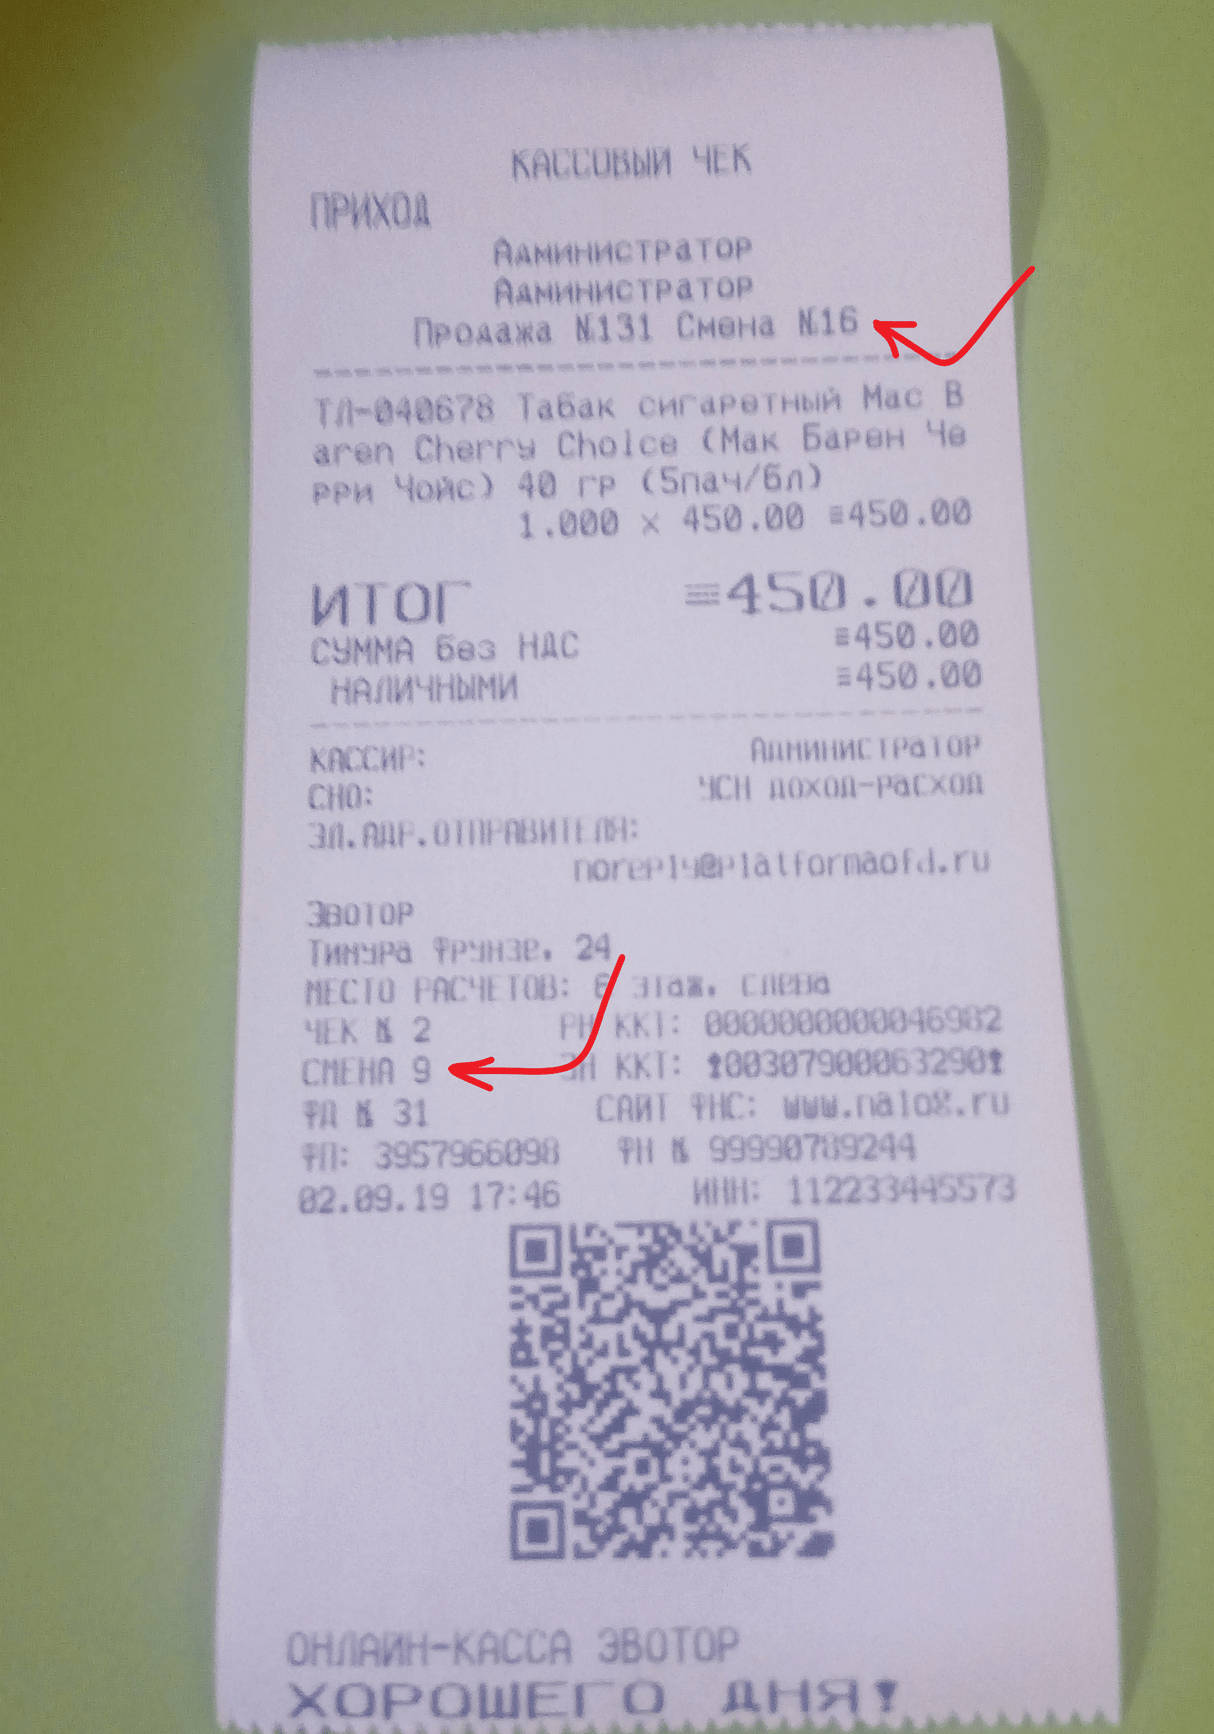 КАССОВЫЙ ЧЕК
ПРИХОД
Администратор
Администратор
Продажа №131 Смена №16
ТЛ-040678 Табак сигаретный Mac B
aren Cherry Choice (Мак Барен Че
рри Чойс) 40 гр (5пач/бл)
1.000 x 450.00 ≡450.00
ИТОГ ≡450.00
СУММА без НДС ≡450.00
НАЛИЧНЫМИ ≡450.00
КАССИР: Администратор
СНО: УСН доход-расход
ЭЛ.АДР.ОТПРАВИТЕЛЯ:
noreply@platformaofd.ru
Эвотор
Тимура Фрунзе, 24
МЕСТО РАСЧЕТОВ: 6 этаж, слева
ЧЕК № 2 РН ККТ: 0000000000046982
СМЕНА 9 ЗН ККТ: 00307900063290
ФД № 31 САЙТ ФНС: www.nalog.ru
ФП: 3957966098 ФН № 99990789244
02.09.19 17:46 ИНН: 112233445573
ОНЛАЙН-КАССА ЭВОТОР
ХОРОШЕГО ДНЯ!